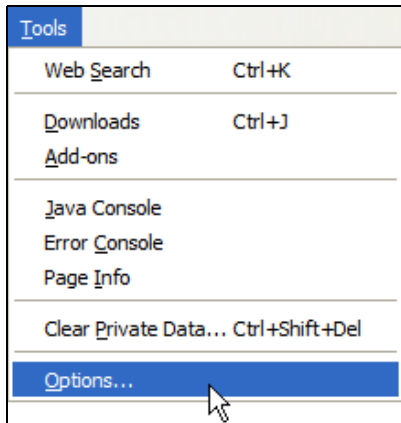 Tools
Web Search Ctrl+K
Downloads Ctrl+J
Add-ons
Java Console
Error Console
Page Info
Clear Private Data... Ctrl+Shift+Del
Options...